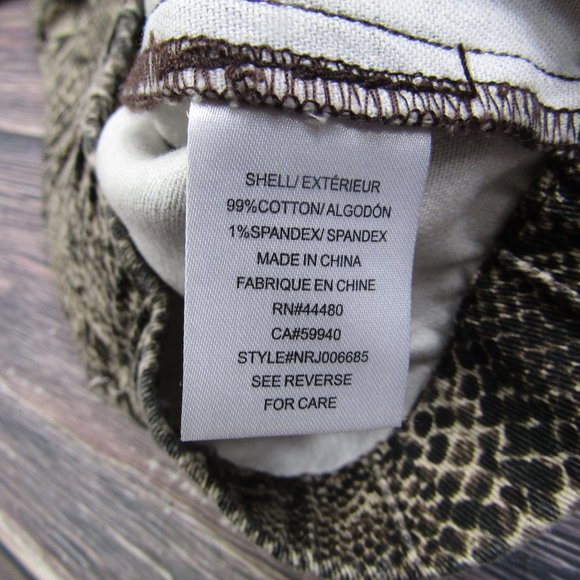 SHELL/ EXTÉRIEUR
99%COTTON/ ALGODÓN
1%SPANDEX/ SPANDEX
MADE IN CHINA
FABRIQUE EN CHINE
RN#44480
CA#59940
STYLE#NRJ006685
SEE REVERSE
FOR CARE